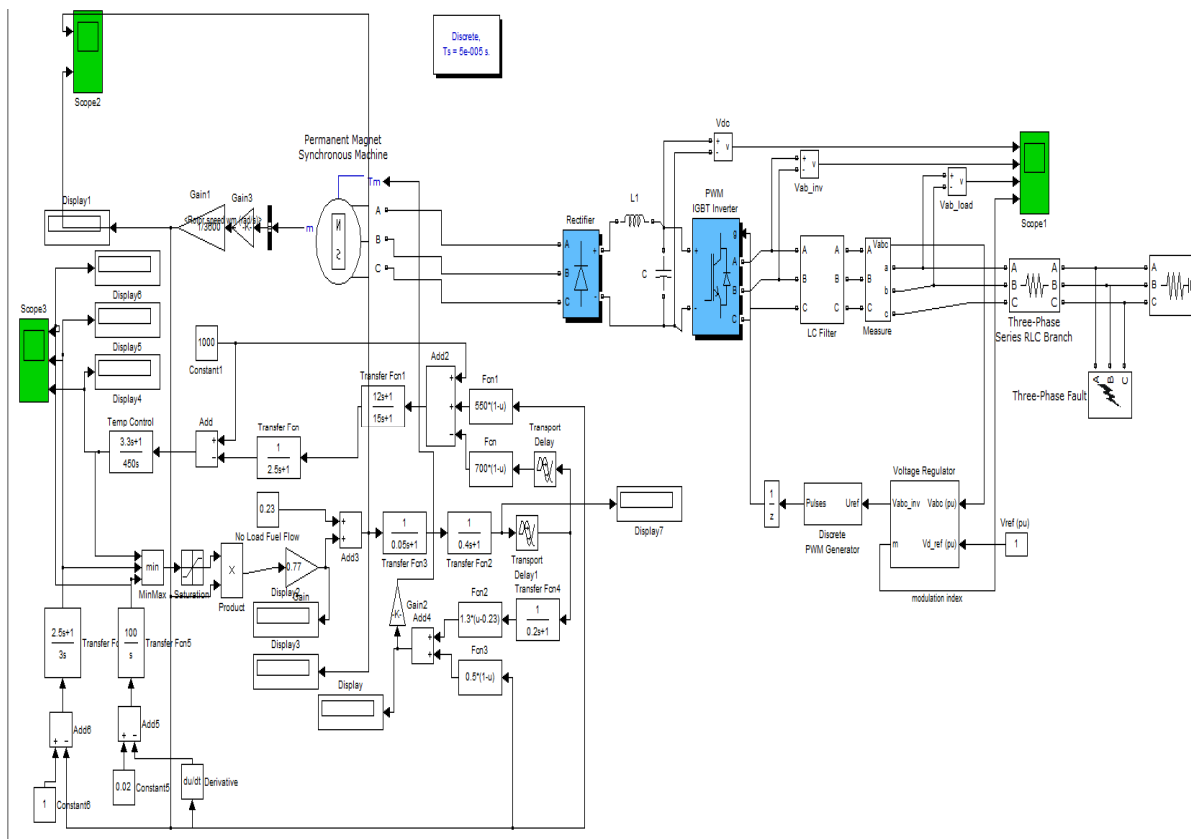 Discrete,
Ts = 5e-005 s.
Scope2
Permanent Magnet
Synchronous Machine
Tm
m
N
S
A
B
C
Gain1
Gain3
<Rotor speed wm (rad/s)>
1/3600
-K-
Display1
Display6
Scope3
Display5
Display4
Rectifier
A
B
C
+
-
L1
C
Vdc
+
-
v
PWM
IGBT Inverter
g
+
-
A
B
C
Vab_inv
+
-
v
Vab_load
+
-
v
Scope1
A
B
C
LC Filter
Vabc
A
B
C
a
b
c
Measure
A
B
C
A
B
C
Three-Phase
Series RLC Branch
A
B
C
A
B
C
Three-Phase Fault
1000
Constant1
Add2
+
+
-
Transfer Fcn1
12s+1
15s+1
Fcn1
550*(1-u)
Fcn
700*(1-u)
Transport
Delay
Temp Control
3.3s+1
450s
Add
+
-
Transfer Fcn
1
2.5s+1
0.23
No Load Fuel Flow
+
+
Add3
1
0.05s+1
Transfer Fcn3
1
0.4s+1
Transfer Fcn2
Transport
Delay1
Display7
min
MinMax
Saturation
X
Product
0.77
Gain
Display2
Display3
Display
-K-
Gain2
Add4
+
+
Fcn2
1.3*(u-0.23)
Transfer Fcn4
1
0.2s+1
Fcn3
0.5*(1-u)
2.5s+1
3s
Transfer Fc
100
s
Transfer Fcn5
+
-
Add6
+
-
Add5
1
Constant6
0.02
Constant5
du/dt
Derivative
1
z
Pulses
Uref
Discrete
PWM Generator
Voltage Regulator
Vabc_inv
Vabc (pu)
m
Vd_ref (pu)
modulation index
Vref (pu)
1